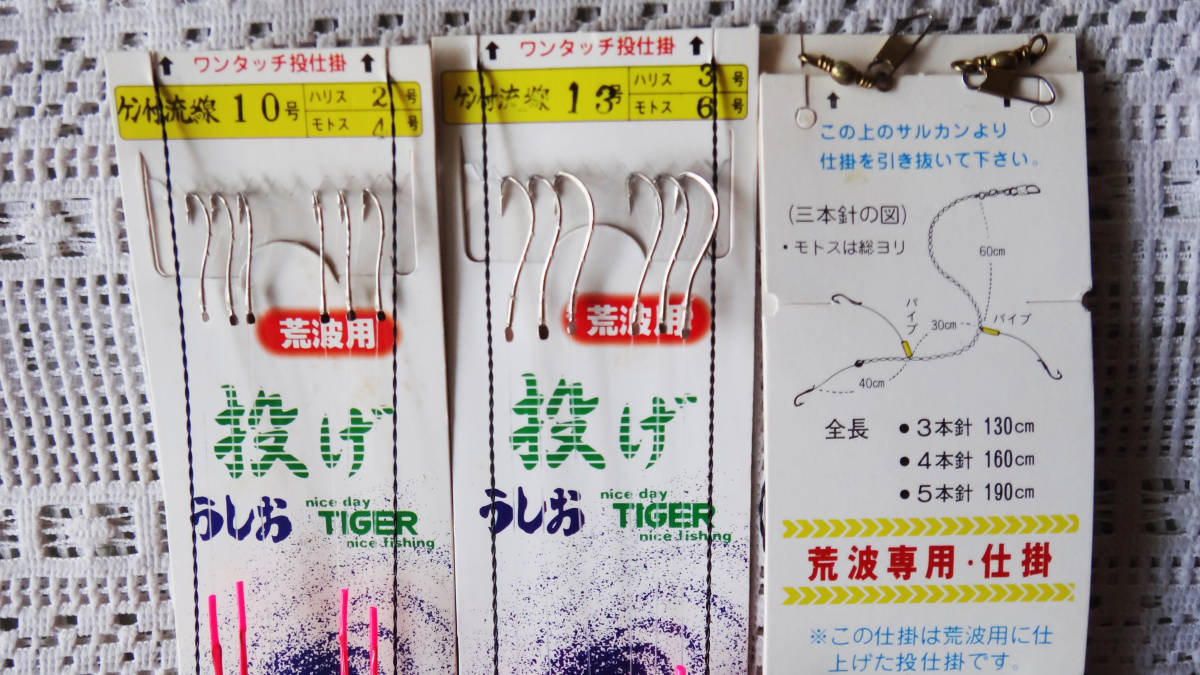 ワンタッチ投仕掛
ケン付流線 10号
ハリス 2号
モトス 4号
荒波用
投げ
うしお
nice day
TIGER
nice fishing
ワンタッチ投仕掛
ケン付流線 13号
ハリス 3号
モトス 6号
荒波用
投げ
うしお
nice day
TIGER
nice fishing
この上のサルカンより
仕掛を引き抜いて下さい。
(三本針の図)
・モトスは総ヨリ
60cm
パイプ
30cm
パイプ
40cm
全長 ●3本針 130cm
●4本針 160cm
●5本針 190cm
荒波専用・仕掛
※この仕掛は荒波用に仕
上げた投仕掛です。